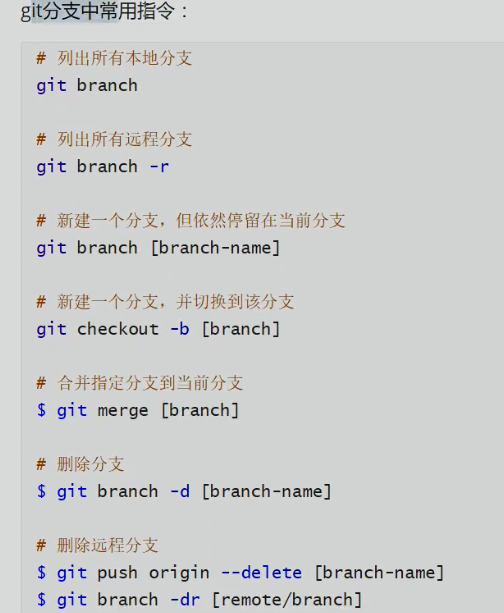 git分支中常用指令：
# 列出所有本地分支
git branch
# 列出所有远程分支
git branch -r
# 新建一个分支，但依然停留在当前分支
git branch [branch-name]
# 新建一个分支，并切换到该分支
git checkout -b [branch]
# 合并指定分支到当前分支
$ git merge [branch]
# 删除分支
$ git branch -d [branch-name]
# 删除远程分支
$ git push origin --delete [branch-name]
$ git branch -dr [remote/branch]